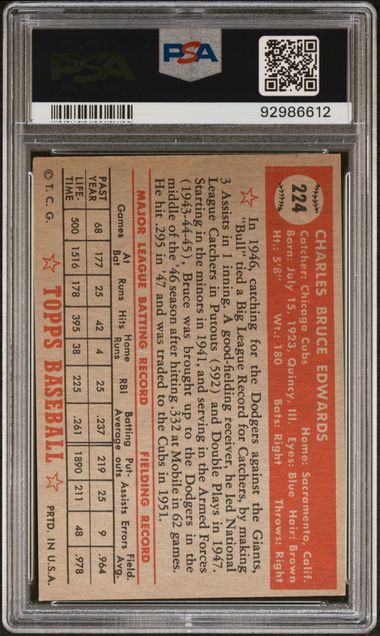 PSA
PSA
92986612
224
CHARLES BRUCE EDWARDS
Catcher: Chicago Cubs Home: Sacramento, Calif.
Born: July 15, 1923, Quincy, Ill. Eyes: Blue Hair: Brown
Ht.: 5'8" Wt.: 180 Bats: Right Throws: Right
In 1946, catching for the Dodgers against the Giants,
"Bull" tied a Big League Record for Catchers, by making
3 Assists in 1 inning. A good-fielding receiver, he led National
League Catchers in Putouts (592) and Double Plays in 1947.
Starting in the minors in 1941, and serving in the Armed Forces
(1943-44-45), Bruce was brought up to the Dodgers in the
middle of the '46 season after hitting .332 at Mobile in 62 games.
He hit .295 in '47 and was traded to the Cubs in 1951.
MAJOR LEAGUE BATTING RECORD FIELDING RECORD
Games At Bat Runs Hits Home Runs RBI Batting Average Put-outs Assists Errors Field. Avg.
PAST YEAR 68 177 25 42 4 25 .237 219 25 9 .964
LIFE-TIME 500 1516 178 395 38 225 .261 1890 211 48 .978
© T. C. G. TOPPS BASEBALL PRTD. IN U.S.A.